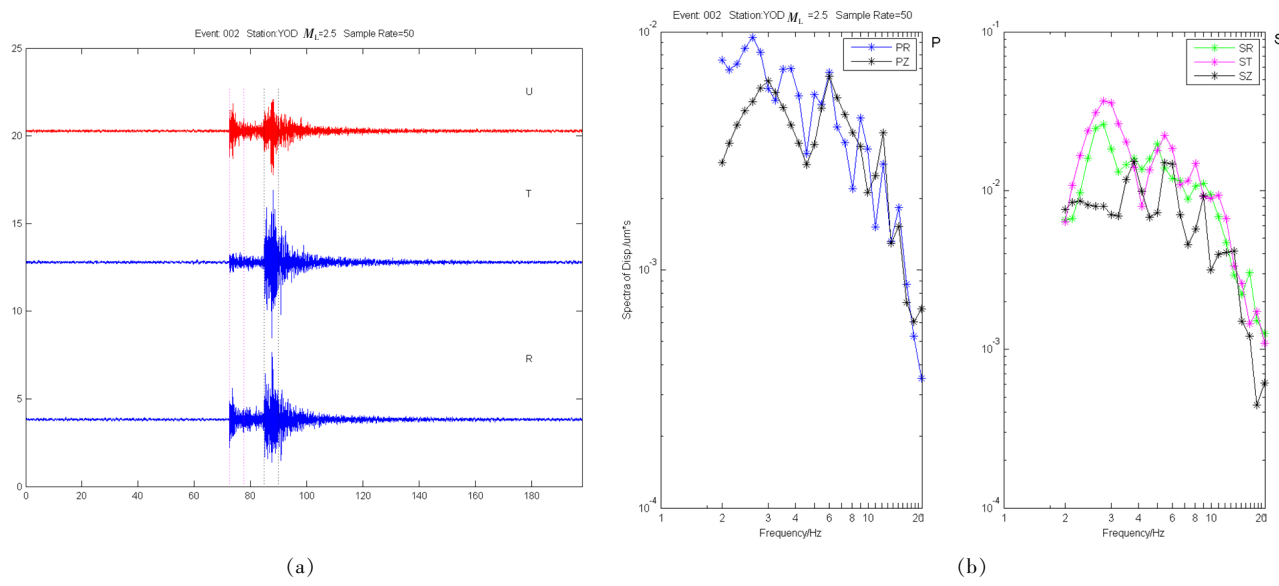 Event: 002 Station:YOD M_L=2.5 Sample Rate=50
25
20
15
10
5
0
U
T
R
0 20 40 60 80 100 120 140 160 180
(a)
Event: 002 Station:YOD M_L=2.5 Sample Rate=50
P
PR
PZ
10^-2
10^-3
10^-4
Spectra of Disp./um*s
1 2 3 4 6 8 10 20
Frequency/Hz
S
SR
ST
SZ
10^-1
10^-2
10^-3
10^-4
1 2 3 4 6 8 10 20
Frequency/Hz
(b)